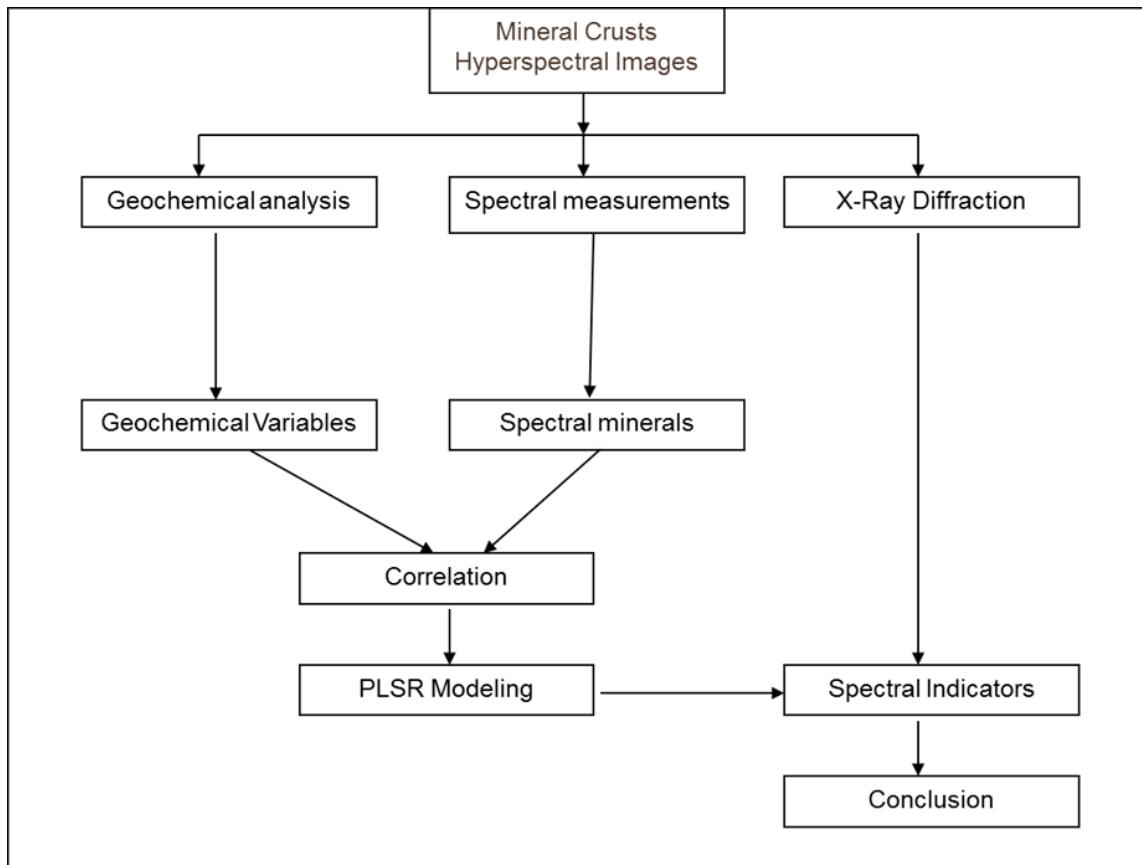 Mineral Crusts
Hyperspectral Images
Geochemical analysis
Spectral measurements
X-Ray Diffraction
Geochemical Variables
Spectral minerals
Correlation
PLSR Modeling
Spectral Indicators
Conclusion